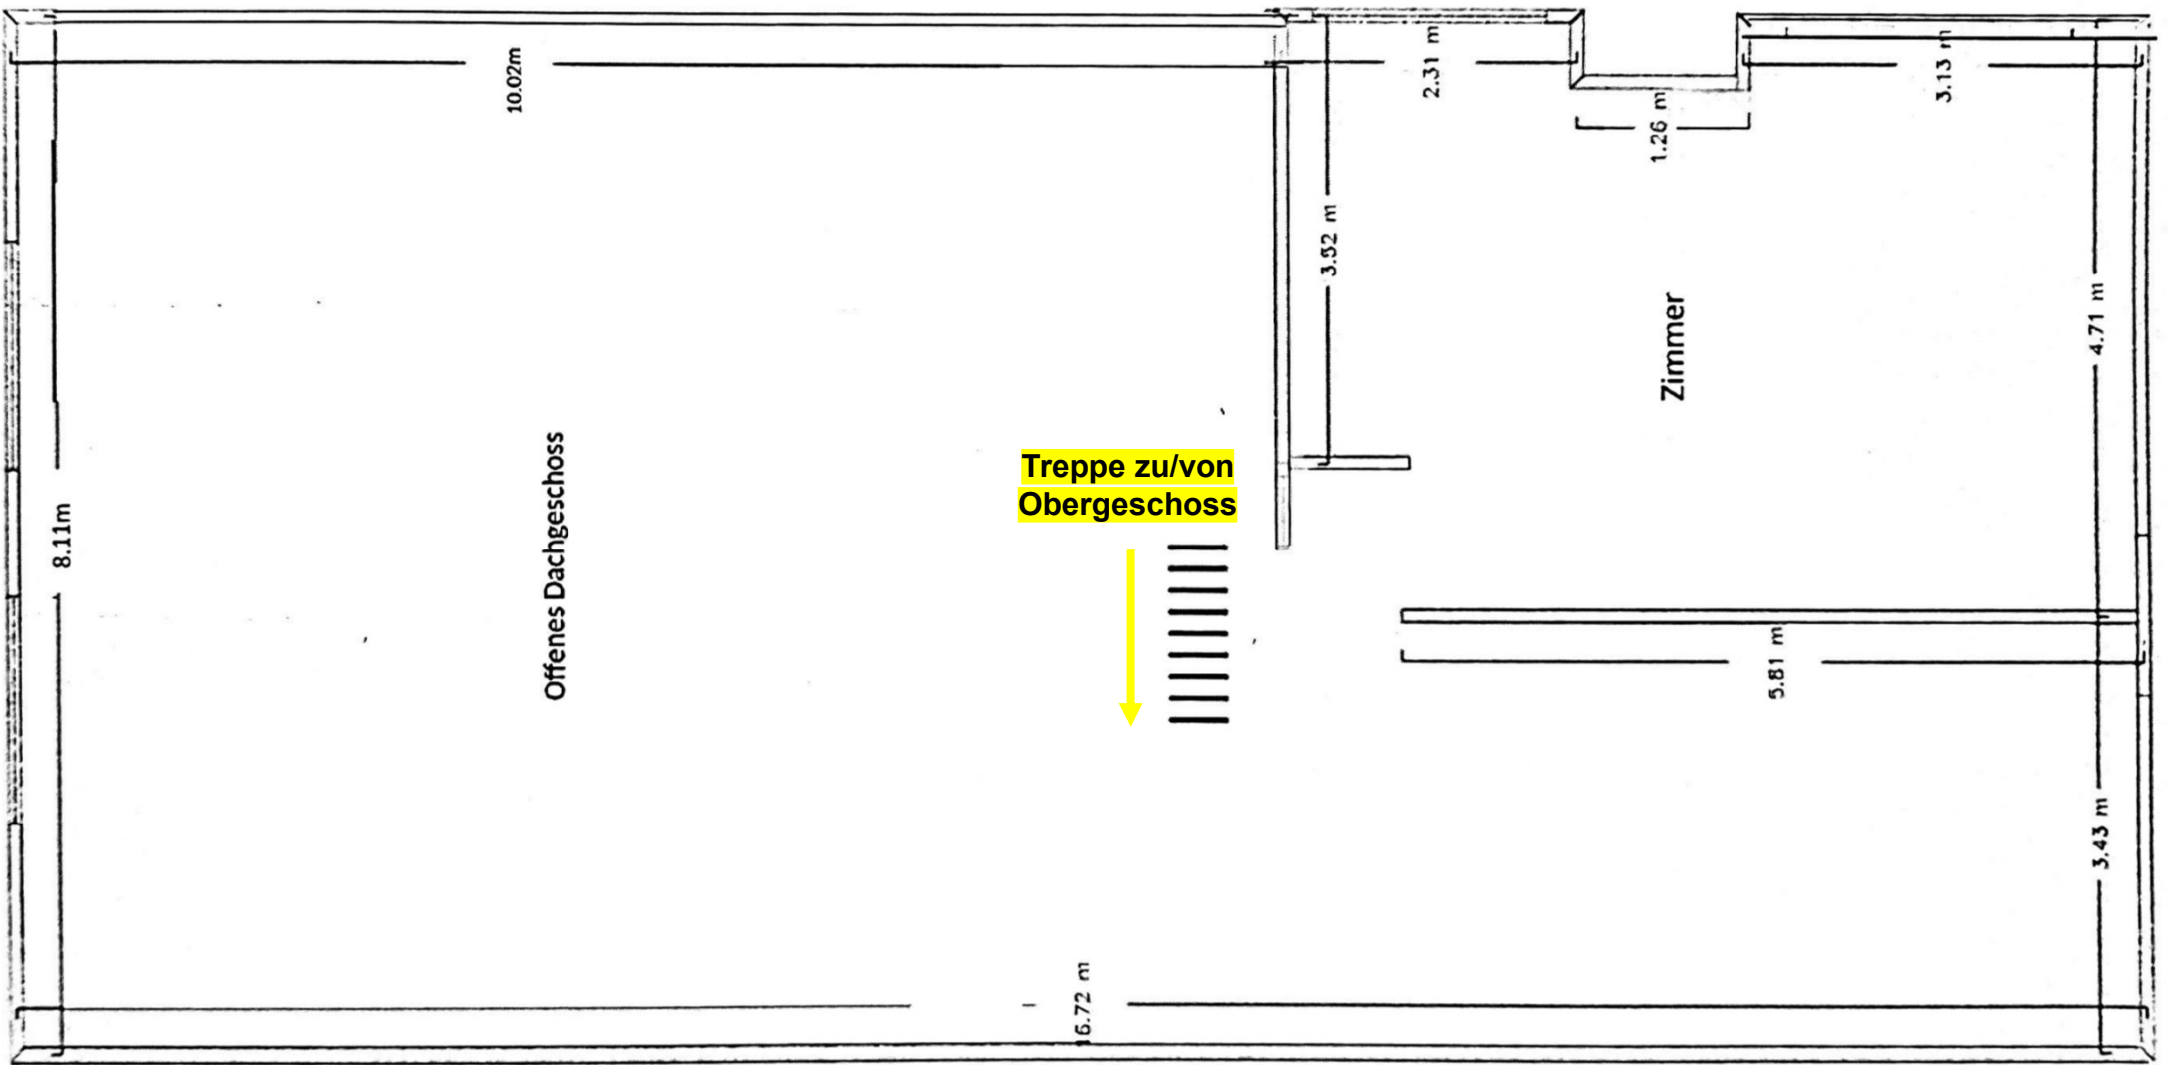 10.02m
2.31 m
1.26 m
3.13 m
3.52 m
4.71 m
Zimmer
8.11m
Offenes Dachgeschoss
Treppe zu/von
Obergeschoss
5.81 m
3.43 m
16.72 m